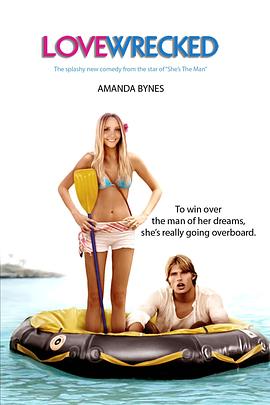 LOVEWRECKED
The splashy new comedy from the star of "She's The Man"
AMANDA BYNES
To win over
the man of her dreams,
she's really going overboard.